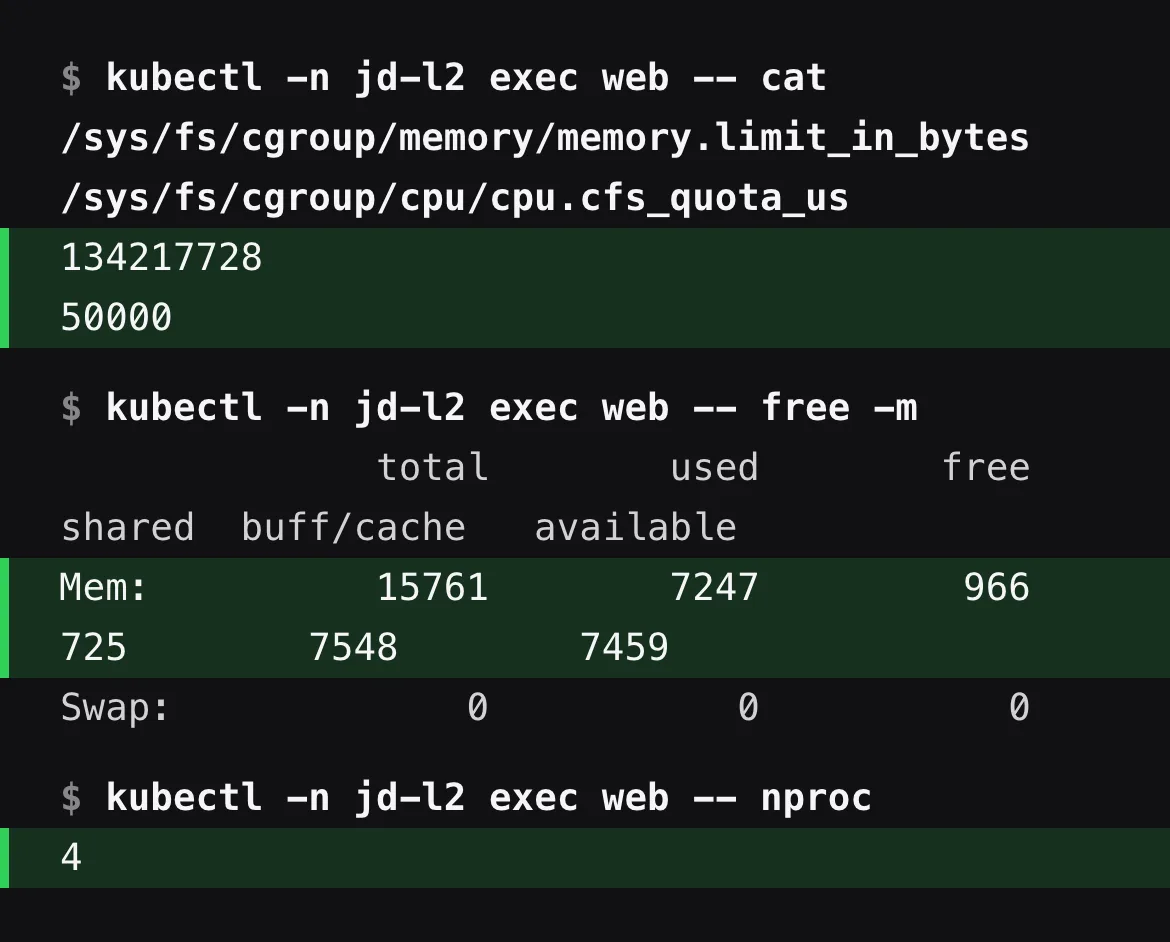 $ kubectl -n jd-l2 exec web -- cat
/sys/fs/cgroup/memory/memory.limit_in_bytes
/sys/fs/cgroup/cpu/cpu.cfs_quota_us
134217728
50000
$ kubectl -n jd-l2 exec web -- free -m
              total        used        free
shared  buff/cache   available
Mem:          15761        7247         966
725        7548        7459
Swap:             0           0           0
$ kubectl -n jd-l2 exec web -- nproc
4